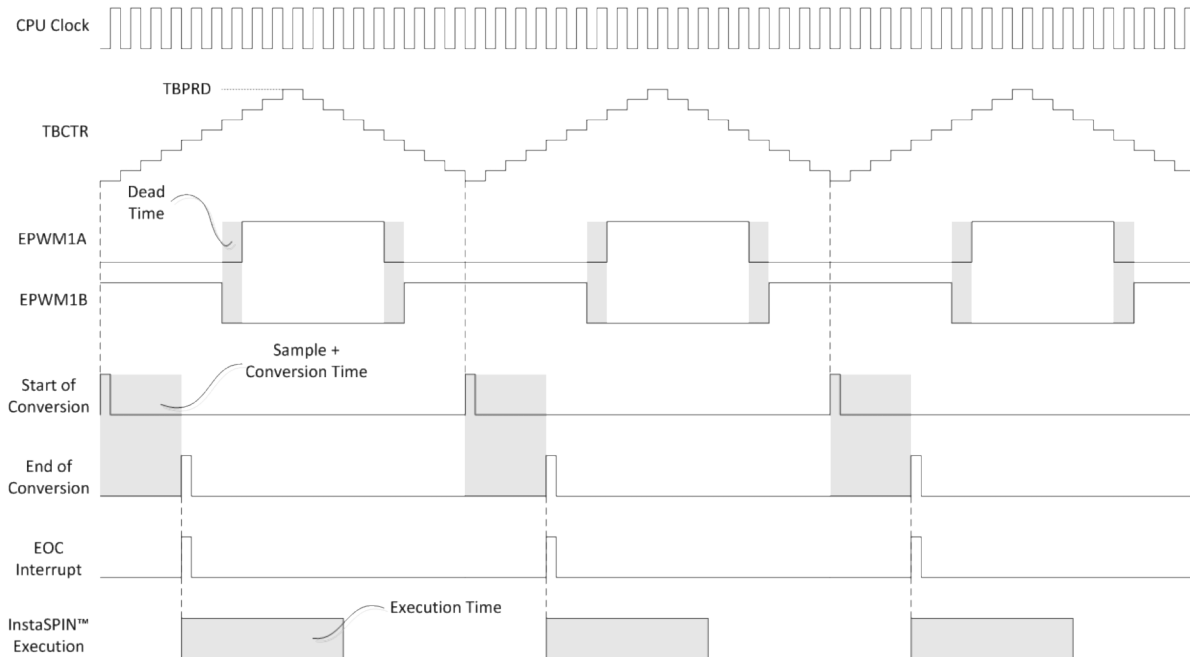 CPU Clock
TBPRD
TBCTR
Dead
Time
EPWM1A
EPWM1B
Sample +
Conversion Time
Start of
Conversion
End of
Conversion
EOC
Interrupt
Execution Time
InstaSPIN™
Execution